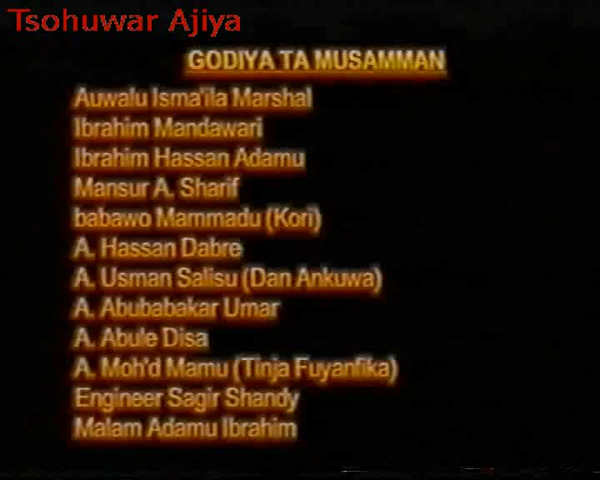 Tsohuwar Ajiya
GODIYA TA MUSAMMAN
Auwalu Isma'ila Marshal
Ibrahim Mandawari
Ibrahim Hassan Adamu
Mansur A. Sharif
babawo Mammadu (Kori)
A. Hassan Dabre
A. Usman Salisu (Dan Ankuwa)
A. Abubabakar Umar
A. Abule Disa
A. Moh'd Mamu (Tinja Fuyanfika)
Engineer Sagir Shandy
Malam Adamu Ibrahim